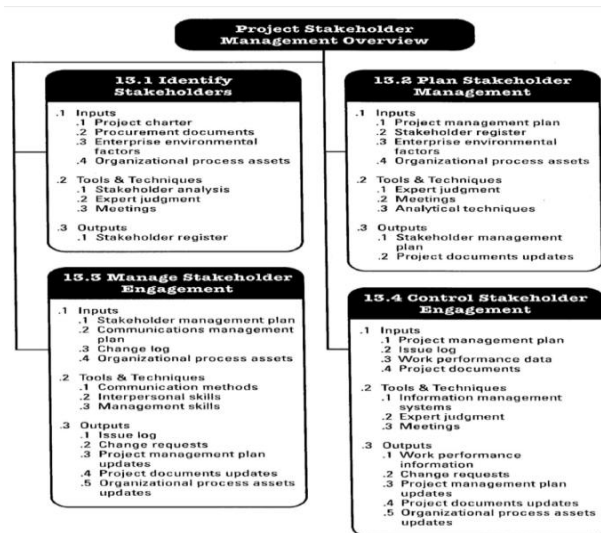 Project Stakeholder
Management Overview
13.1 Identify
Stakeholders
.1 Inputs
.1 Project charter
.2 Procurement documents
.3 Enterprise environmental
factors
.4 Organizational process assets
.2 Tools & Techniques
.1 Stakeholder analysis
.2 Expert judgment
.3 Meetings
.3 Outputs
.1 Stakeholder register
13.2 Plan Stakeholder
Management
.1 Inputs
.1 Project management plan
.2 Stakeholder register
.3 Enterprise environmental
factors
.4 Organizational process assets
.2 Tools & Techniques
.1 Expert judgment
.2 Meetings
.3 Analytical techniques
.3 Outputs
.1 Stakeholder management
plan
.2 Project documents updates
13.3 Manage Stakeholder
Engagement
.1 Inputs
.1 Stakeholder management plan
.2 Communications management
plan
.3 Change log
.4 Organizational process assets
.2 Tools & Techniques
.1 Communication methods
.2 Interpersonal skills
.3 Management skills
.3 Outputs
.1 Issue log
.2 Change requests
.3 Project management plan
updates
.4 Project documents updates
.5 Organizational process assets
updates
13.4 Control Stakeholder
Engagement
.1 Inputs
.1 Project management plan
.2 Issue log
.3 Work performance data
.4 Project documents
.2 Tools & Techniques
.1 Information management
systems
.2 Expert judgment
.3 Meetings
.3 Outputs
.1 Work performance
information
.2 Change requests
.3 Project management plan
updates
.4 Project documents updates
.5 Organizational process assets
updates